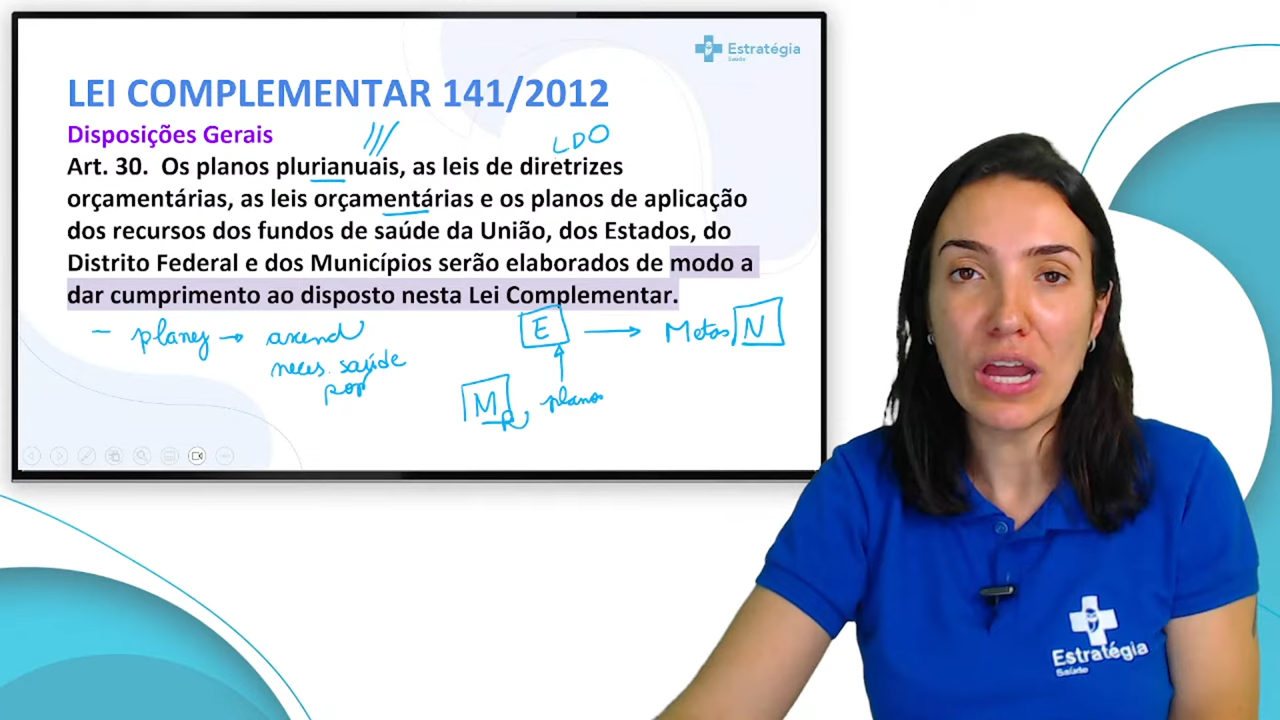 Estratégia
Saúde
LEI COMPLEMENTAR 141/2012
Disposições Gerais
LDO
Art. 30. Os planos plurianuais, as leis de diretrizes
orçamentárias, as leis orçamentárias e os planos de aplicação
dos recursos dos fundos de saúde da União, dos Estados, do
Distrito Federal e dos Municípios serão elaborados de modo a
dar cumprimento ao disposto nesta Lei Complementar.
- planej → ascend
neces. saúde
pop
E → Metas N
M R planos
Estratégia
Saúde